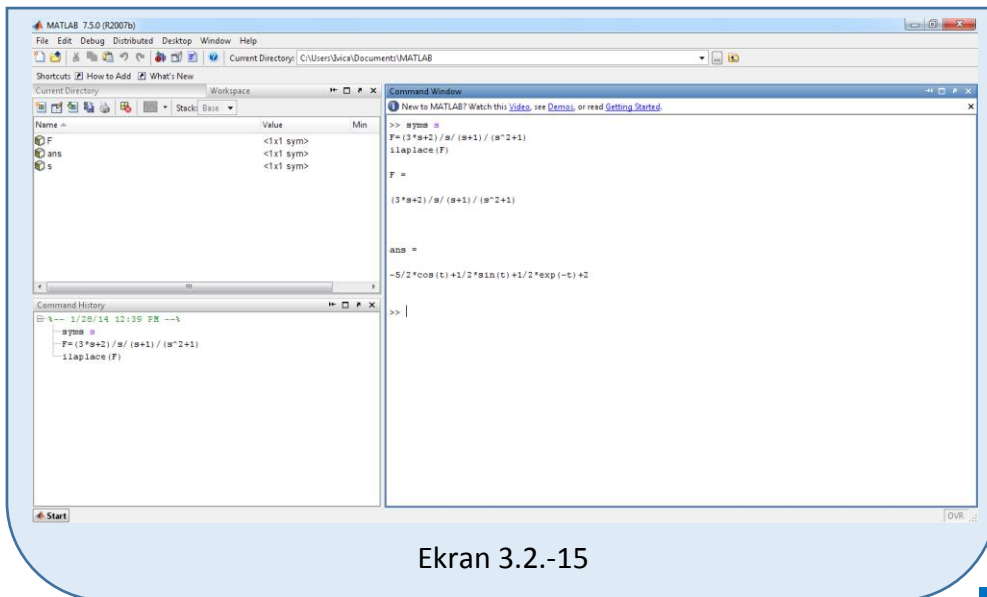 MATLAB 7.5.0 (R2007b)
File Edit Debug Distributed Desktop Window Help
Current Directory: C:\Users\Ivica\Documents\MATLAB
Shortcuts How to Add What's New
Current Directory Workspace
Stack: Base
Name Value Min
F <1x1 sym>
ans <1x1 sym>
s <1x1 sym>
Command History
%-- 1/28/14 12:39 PM --%
syms s
F=(3*s+2)/s/(s+1)/(s^2+1)
ilaplace(F)
Command Window
New to MATLAB? Watch this Video, see Demos, or read Getting Started.
>> syms s
F=(3*s+2)/s/(s+1)/(s^2+1)
ilaplace(F)
F =
(3*s+2)/s/(s+1)/(s^2+1)
ans =
-5/2*cos(t)+1/2*sin(t)+1/2*exp(-t)+2
>>
Start
OVR
Ekran 3.2.-15